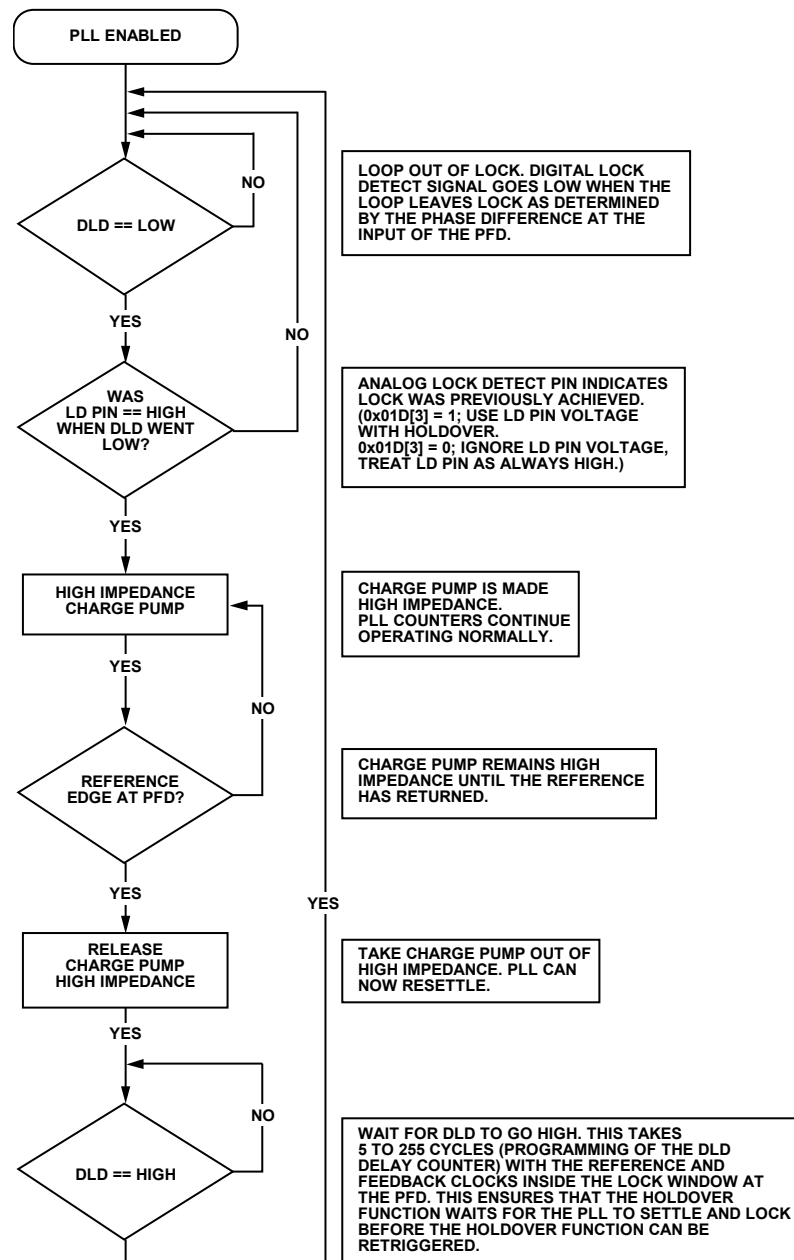 PLL ENABLED
NO
DLD == LOW
LOOP OUT OF LOCK. DIGITAL LOCK
DETECT SIGNAL GOES LOW WHEN THE
LOOP LEAVES LOCK AS DETERMINED
BY THE PHASE DIFFERENCE AT THE
INPUT OF THE PFD.
YES
NO
WAS
LD PIN == HIGH
WHEN DLD WENT
LOW?
ANALOG LOCK DETECT PIN INDICATES
LOCK WAS PREVIOUSLY ACHIEVED.
(0x01D[3] = 1; USE LD PIN VOLTAGE
WITH HOLDOVER.
0x01D[3] = 0; IGNORE LD PIN VOLTAGE,
TREAT LD PIN AS ALWAYS HIGH.)
YES
HIGH IMPEDANCE
CHARGE PUMP
CHARGE PUMP IS MADE
HIGH IMPEDANCE.
PLL COUNTERS CONTINUE
OPERATING NORMALLY.
YES
NO
REFERENCE
EDGE AT PFD?
CHARGE PUMP REMAINS HIGH
IMPEDANCE UNTIL THE REFERENCE
HAS RETURNED.
YES
YES
RELEASE
CHARGE PUMP
HIGH IMPEDANCE
TAKE CHARGE PUMP OUT OF
HIGH IMPEDANCE. PLL CAN
NOW RESETTLE.
YES
NO
DLD == HIGH
WAIT FOR DLD TO GO HIGH. THIS TAKES
5 TO 255 CYCLES (PROGRAMMING OF THE DLD
DELAY COUNTER) WITH THE REFERENCE AND
FEEDBACK CLOCKS INSIDE THE LOCK WINDOW AT
THE PFD. THIS ENSURES THAT THE HOLDOVER
FUNCTION WAITS FOR THE PLL TO SETTLE AND LOCK
BEFORE THE HOLDOVER FUNCTION CAN BE
RETRIGGERED.